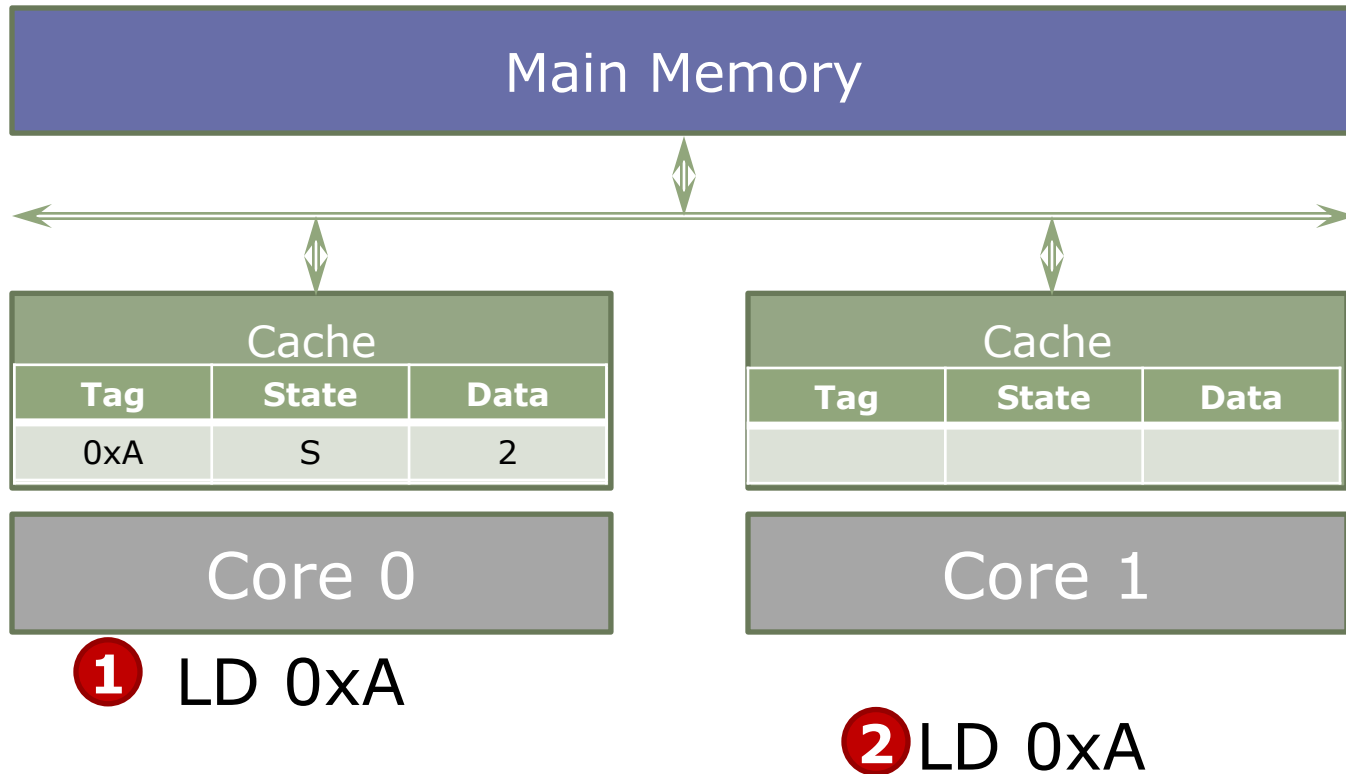 Main Memory
Cache
Tag State Data
0xA S 2
Core 0
1 LD 0xA
Cache
Tag State Data
Core 1
2 LD 0xA